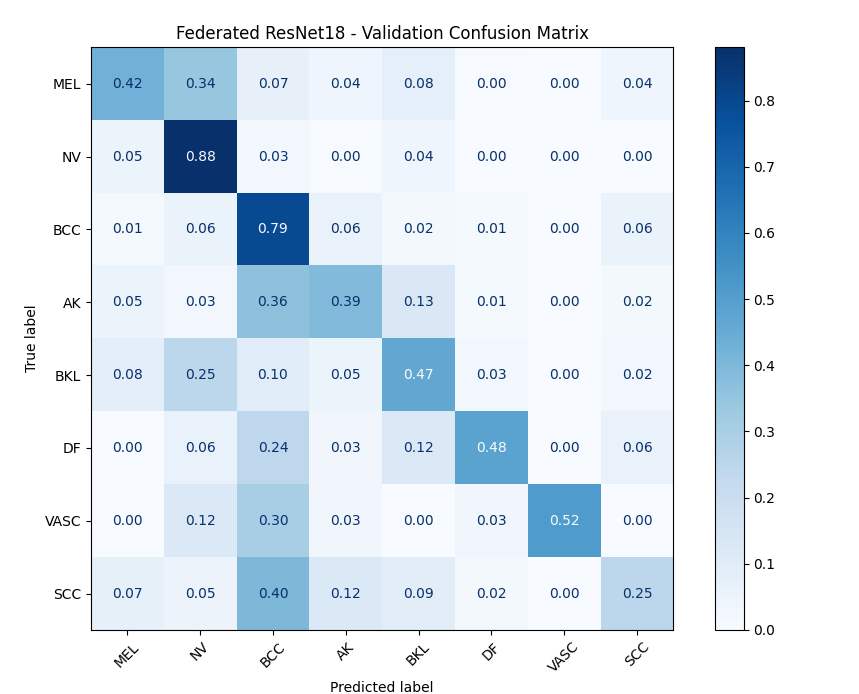 Federated ResNet18 - Validation Confusion Matrix
MEL 0.42 0.34 0.07 0.04 0.08 0.00 0.00 0.04
NV 0.05 0.88 0.03 0.00 0.04 0.00 0.00 0.00
BCC 0.01 0.06 0.79 0.06 0.02 0.01 0.00 0.06
AK 0.05 0.03 0.36 0.39 0.13 0.01 0.00 0.02
BKL 0.08 0.25 0.10 0.05 0.47 0.03 0.00 0.02
DF 0.00 0.06 0.24 0.03 0.12 0.48 0.00 0.06
VASC 0.00 0.12 0.30 0.03 0.00 0.03 0.52 0.00
SCC 0.07 0.05 0.40 0.12 0.09 0.02 0.00 0.25
MEL NV BCC AK BKL DF VASC SCC
True label
Predicted label
0.8
0.7
0.6
0.5
0.4
0.3
0.2
0.1
0.0